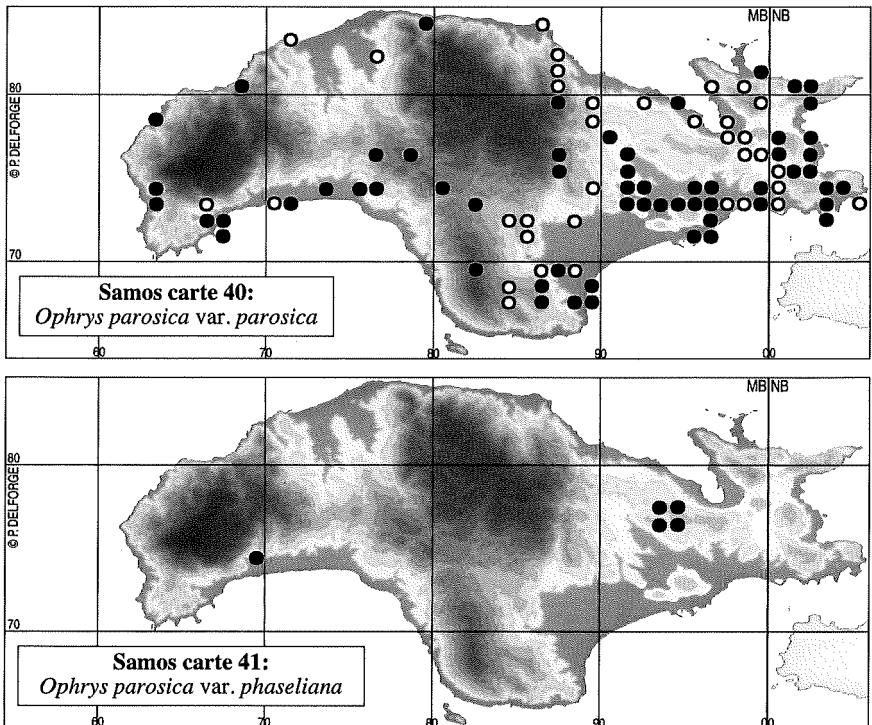 MB NB
80
70
© P. DELFORGE
Samos carte 40:
Ophrys parosica var. parosica
60
70
80
90
00
MB NB
80
70
© P. DELFORGE
Samos carte 41:
Ophrys parosica var. phaseliana
60
70
80
90
00